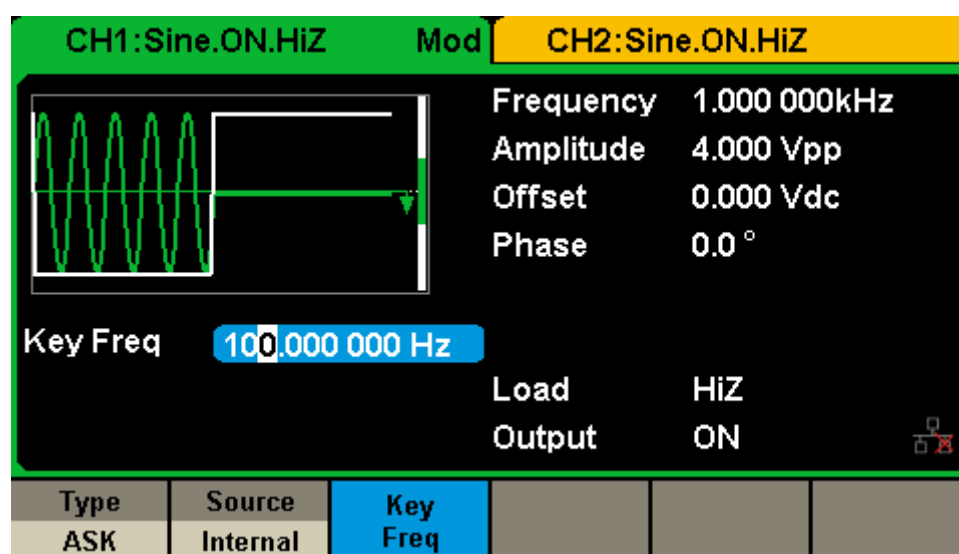 CH1:Sine.ON.HiZ Mod CH2:Sine.ON.HiZ
Frequency 1.000 000kHz
Amplitude 4.000 Vpp
Offset 0.000 Vdc
Phase 0.0 °
Key Freq 100.000 000 Hz
Load HiZ
Output ON
Type Source Key
ASK Internal Freq